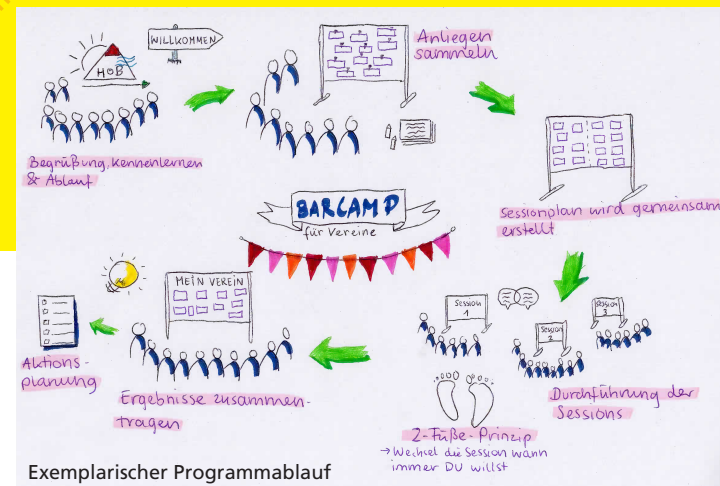 WILLKOMMEN
HOB
Begrüßung, Kennenlernen
& Ablauf
Anliegen
sammeln
Sessionplan wird gemeinsam
erstellt
BARCAMP
für Vereine
Session
1
Session
2
Session
3
Durchführung der
Sessions
2-Füße-Prinzip
→ Wechsel die Session wann
immer DU willst
MEIN VEREIN
Ergebnisse zusammen-
tragen
Aktions-
planung
Exemplarischer Programmablauf